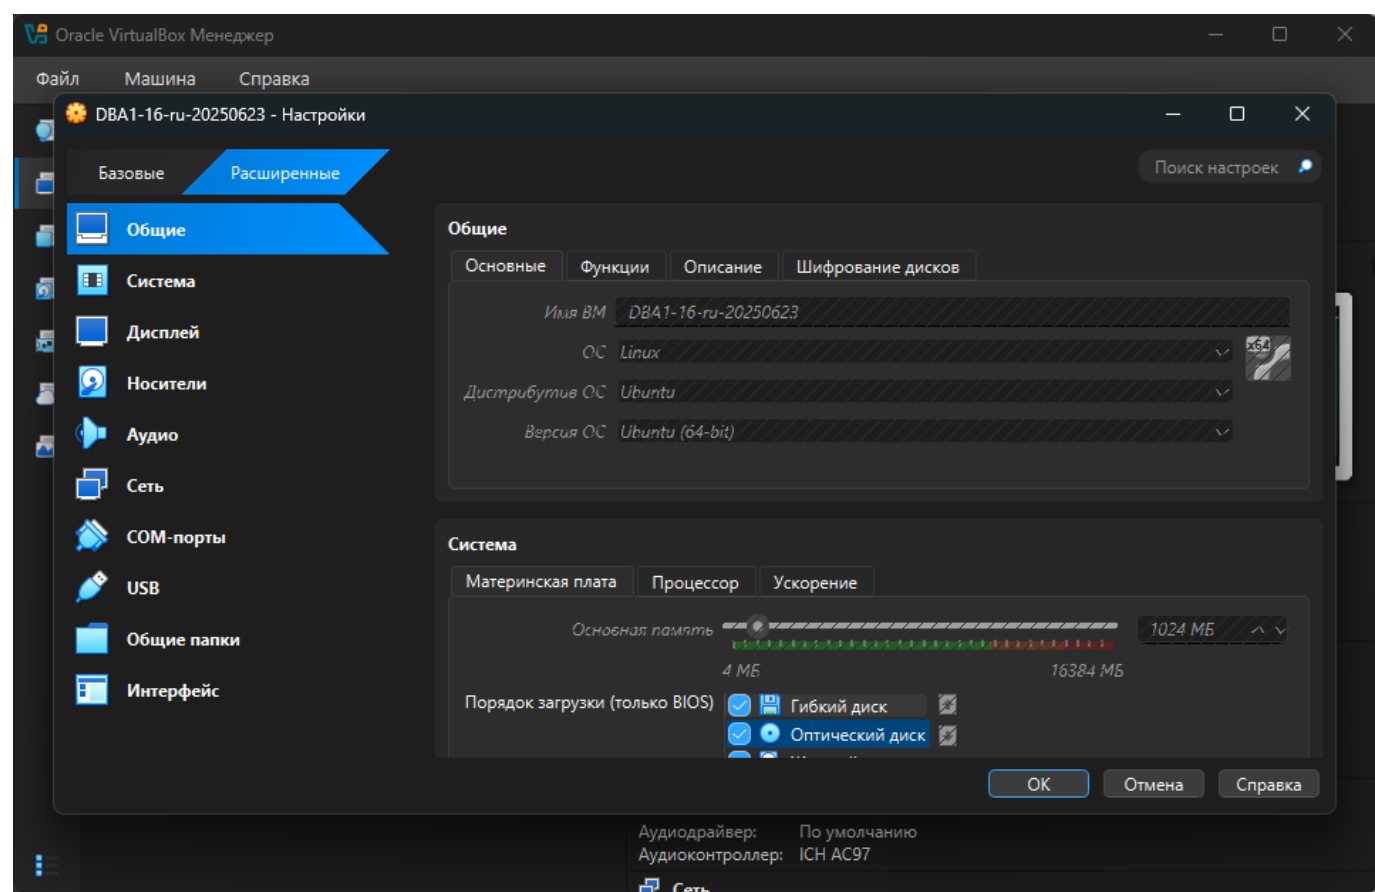 Oracle VirtualBox Менеджер
Файл Машина Справка
DBA1-16-ru-20250623 - Настройки
Базовые Расширенные Поиск настроек
Общие
Система
Дисплей
Носители
Аудио
Сеть
COM-порты
USB
Общие папки
Интерфейс
Общие
Основные Функции Описание Шифрование дисков
Имя ВМ DBA1-16-ru-20250623
ОС Linux x64
Дистрибутив ОС Ubuntu
Версия ОС Ubuntu (64-bit)
Система
Материнская плата Процессор Ускорение
Основная память 1024 МБ
4 МБ 16384 МБ
Порядок загрузки (только BIOS) Гибкий диск
Оптический диск
OK Отмена Справка
Аудиодрайвер: По умолчанию
Аудиоконтроллер: ICH AC97
Сеть